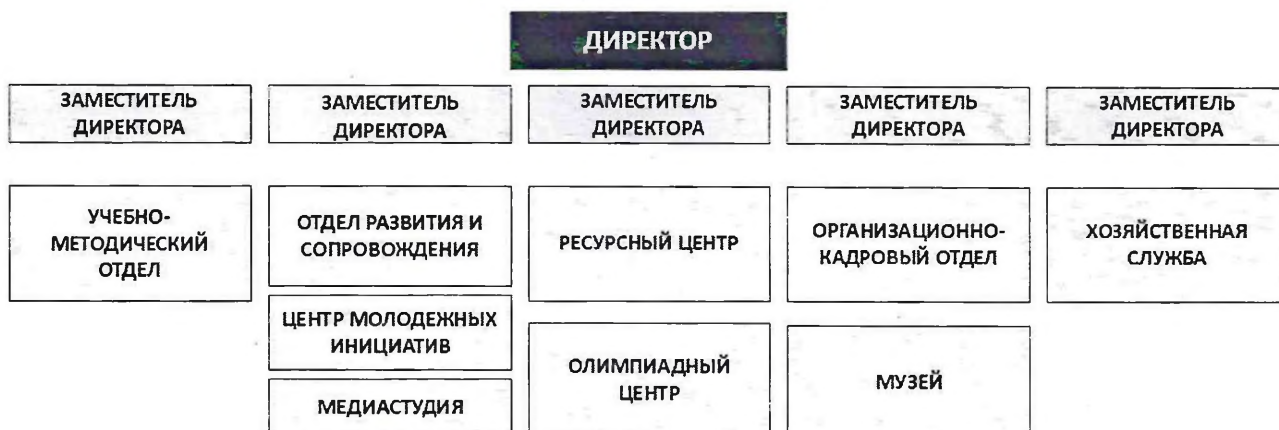 ДИРЕКТОР
ЗАМЕСТИТЕЛЬ
ДИРЕКТОРА
ЗАМЕСТИТЕЛЬ
ДИРЕКТОРА
ЗАМЕСТИТЕЛЬ
ДИРЕКТОРА
ЗАМЕСТИТЕЛЬ
ДИРЕКТОРА
ЗАМЕСТИТЕЛЬ
ДИРЕКТОРА
УЧЕБНО-
МЕТОДИЧЕСКИЙ
ОТДЕЛ
ОТДЕЛ РАЗВИТИЯ И
СОПРОВОЖДЕНИЯ
РЕСУРСНЫЙ ЦЕНТР
ОРГАНИЗАЦИОННО-
КАДРОВЫЙ ОТДЕЛ
ХОЗЯЙСТВЕННАЯ
СЛУЖБА
ЦЕНТР МОЛОДЕЖНЫХ
ИНИЦИАТИВ
ОЛИМПИАДНЫЙ
ЦЕНТР
МУЗЕЙ
МЕДИАСТУДИЯ